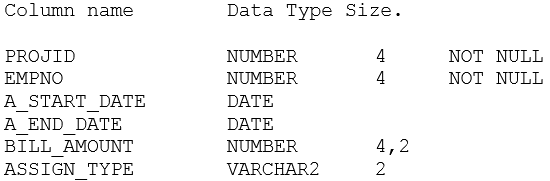 Column name Data Type Size.
PROJID NUMBER 4 NOT NULL
EMPNO NUMBER 4 NOT NULL
A_START_DATE DATE
A_END_DATE DATE
BILL_AMOUNT NUMBER 4,2
ASSIGN_TYPE VARCHAR2 2